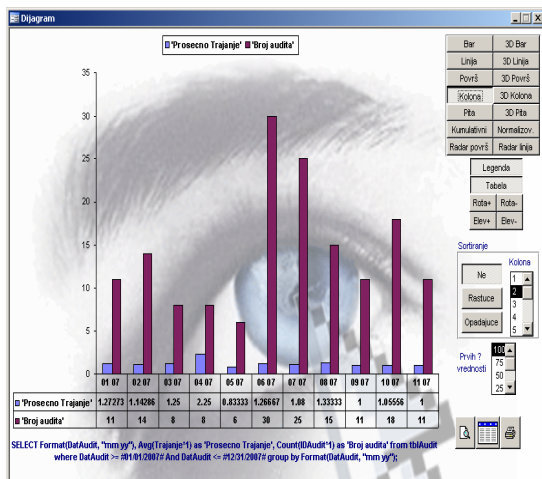 Dijagram
'Prosecno Trajanje' 'Broj audita'
35
30
25
20
15
10
5
0
01 07 02 07 03 07 04 07 05 07 06 07 07 07 08 07 09 07 10 07 11 07
'Prosecno Trajanje' 1.27273 1.14286 1.25 2.25 0.83333 1.26667 1.08 1.33333 1 1.05556 1
'Broj audita' 11 14 8 8 6 30 25 15 11 18 11
SELECT Format(DatAudit, "mm yy"), Avg(Trajanje*1) as 'Prosecno Trajanje', Count(IDAudit*1) as 'Broj audita' from tblAudit
where DatAudit >= #01/01/2007# And DatAudit <= #12/31/2007# group by Format(DatAudit, "mm yy");
Bar 3D Bar
Linija 3D Linija
Površ 3D Površ
Kolona 3D Kolona
Pita 3D Pita
Kumulativni Normalizov.
Radar površ Radar linija
Legenda
Tabela
Rota+ Rota-
Elev+ Elev-
Sortiranje
Ne
Rastuce
Opadajuce
Kolona
1
2
3
4
5
Prvih ?
vrednosti
100
75
50
25